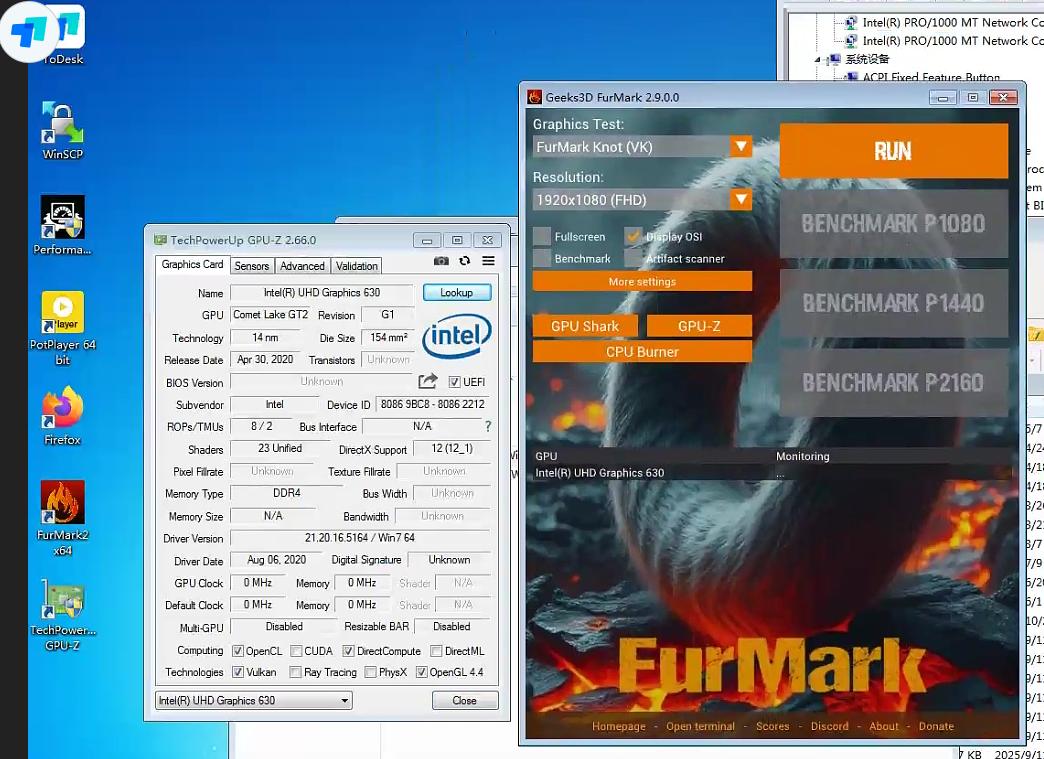 ToDesk
WinSCP
Performa...
PotPlayer 64
bit
Firefox
FurMark2
x64
TechPower...
GPU-Z
Player
Intel(R) PRO/1000 MT Network Co
Intel(R) PRO/1000 MT Network Co
系统设备
ACPI Fixed Feature Button
TechPowerUp GPU-Z 2.66.0
Graphics Card Sensors Advanced Validation
Name Intel(R) UHD Graphics 630 Lookup
GPU Comet Lake GT2 Revision G1
intel
Technology 14 nm Die Size 154 mm²
Release Date Apr 30, 2020 Transistors Unknown
BIOS Version Unknown UEFI
Subvendor Intel Device ID 8086 9BC8 - 8086 2212
ROPs/TMUs 8 / 2 Bus Interface N/A ?
Shaders 23 Unified DirectX Support 12 (12_1)
Pixel Fillrate Unknown Texture Fillrate Unknown
Memory Type DDR4 Bus Width Unknown
Memory Size N/A Bandwidth Unknown
Driver Version 21.20.16.5164 / Win7 64
Driver Date Aug 06, 2020 Digital Signature Unknown
GPU Clock 0 MHz Memory 0 MHz Shader N/A
Default Clock 0 MHz Memory 0 MHz Shader N/A
Multi-GPU Disabled Resizable BAR Disabled
Computing OpenCL CUDA DirectCompute DirectML
Technologies Vulkan Ray Tracing PhysX OpenGL 4.4
Intel(R) UHD Graphics 630 Close
Geeks3D FurMark 2.9.0.0
Graphics Test:
FurMark Knot (VK)
RUN
Resolution:
1920x1080 (FHD)
BENCHMARK P1080
Fullscreen Display OSI
Benchmark Artifact scanner
More settings
BENCHMARK P1440
GPU Shark GPU-Z
CPU Burner
BENCHMARK P2160
GPU Monitoring
Intel(R) UHD Graphics 630 ...
FurMark
Homepage - Open terminal - Scores - Discord - About - Donate
7 KB 2025/9/1